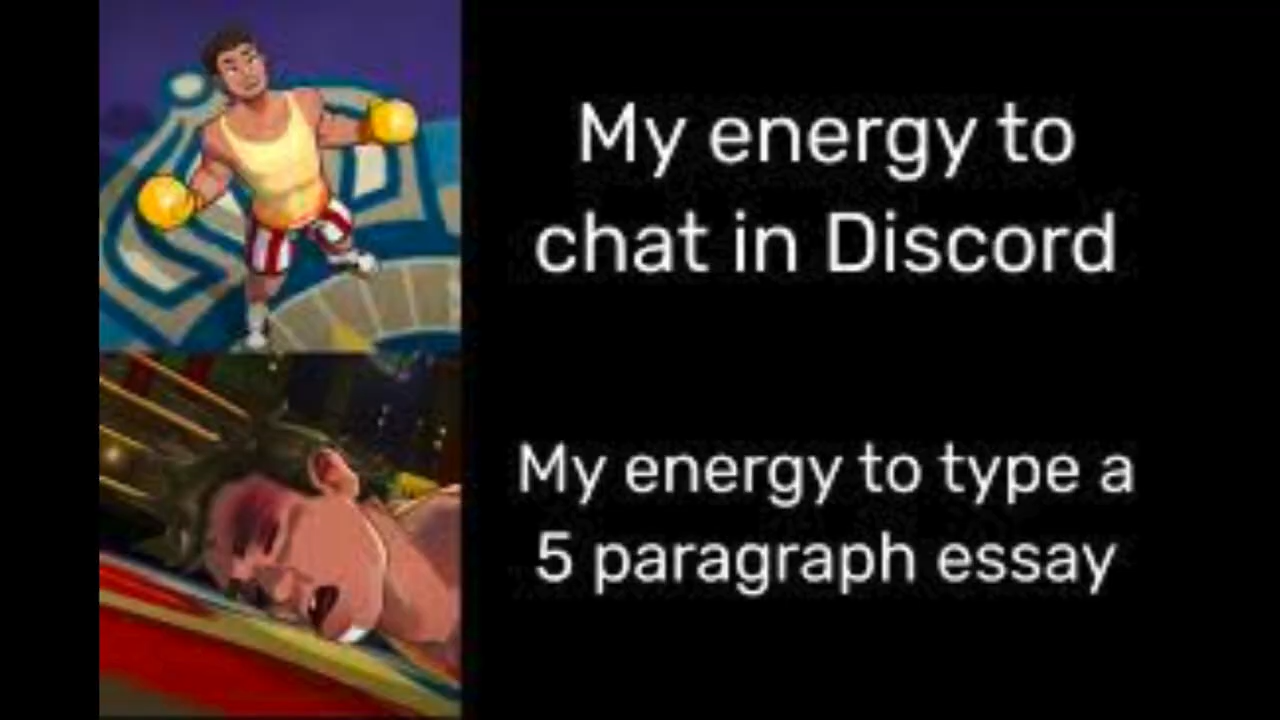 My energy to
chat in Discord
My energy to type a
5 paragraph essay